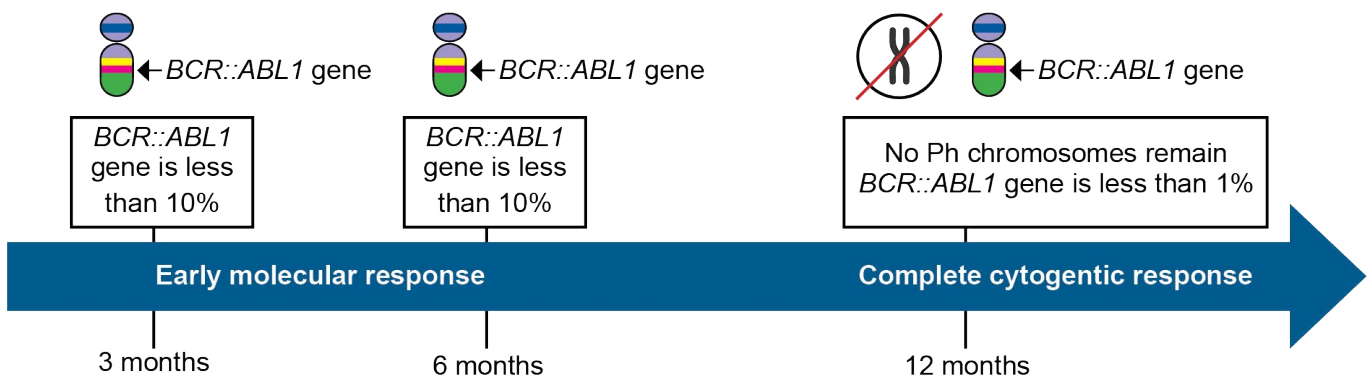 BCR::ABL1 gene
BCR::ABL1 gene
BCR::ABL1 gene
BCR::ABL1
gene is less
than 10%
BCR::ABL1
gene is less
than 10%
No Ph chromosomes remain
BCR::ABL1 gene is less than 1%
Early molecular response
Complete cytogentic response
3 months
6 months
12 months